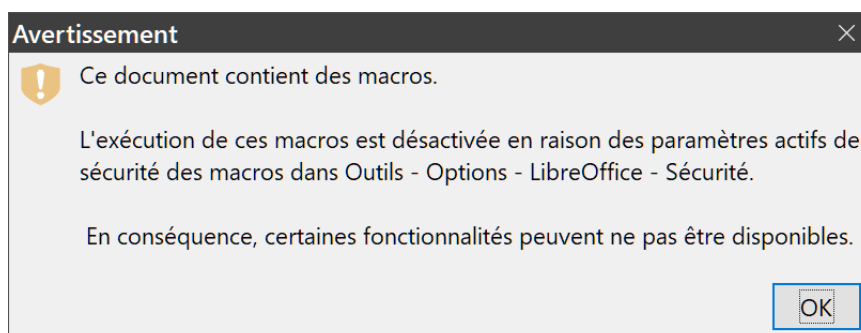 Avertissement
Ce document contient des macros.
L'exécution de ces macros est désactivée en raison des paramètres actifs de
sécurité des macros dans Outils - Options - LibreOffice - Sécurité.
En conséquence, certaines fonctionnalités peuvent ne pas être disponibles.
OK